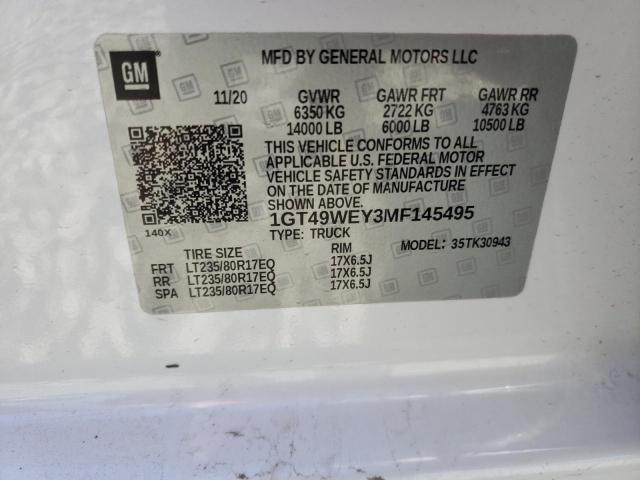 GM
MFD BY GENERAL MOTORS LLC
11/20 GVWR GAWR FRT GAWR RR
6350 KG 2722 KG 4763 KG
14000 LB 6000 LB 10500 LB
THIS VEHICLE CONFORMS TO ALL
APPLICABLE U.S. FEDERAL MOTOR
VEHICLE SAFETY STANDARDS IN EFFECT
ON THE DATE OF MANUFACTURE
SHOWN ABOVE.
1GT49WEY3MF145495
140X
TYPE: TRUCK
MODEL: 35TK30943
TIRE SIZE RIM
FRT LT235/80R17EQ 17X6.5J
RR LT235/80R17EQ 17X6.5J
SPA LT235/80R17EQ 17X6.5J